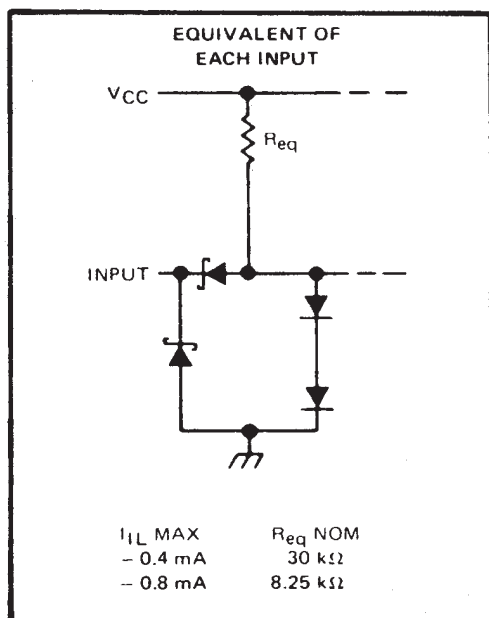 EQUIVALENT OF
EACH INPUT
VCC
Req
INPUT
IIL MAX Req NOM
– 0.4 mA 30 kΩ
– 0.8 mA 8.25 kΩ